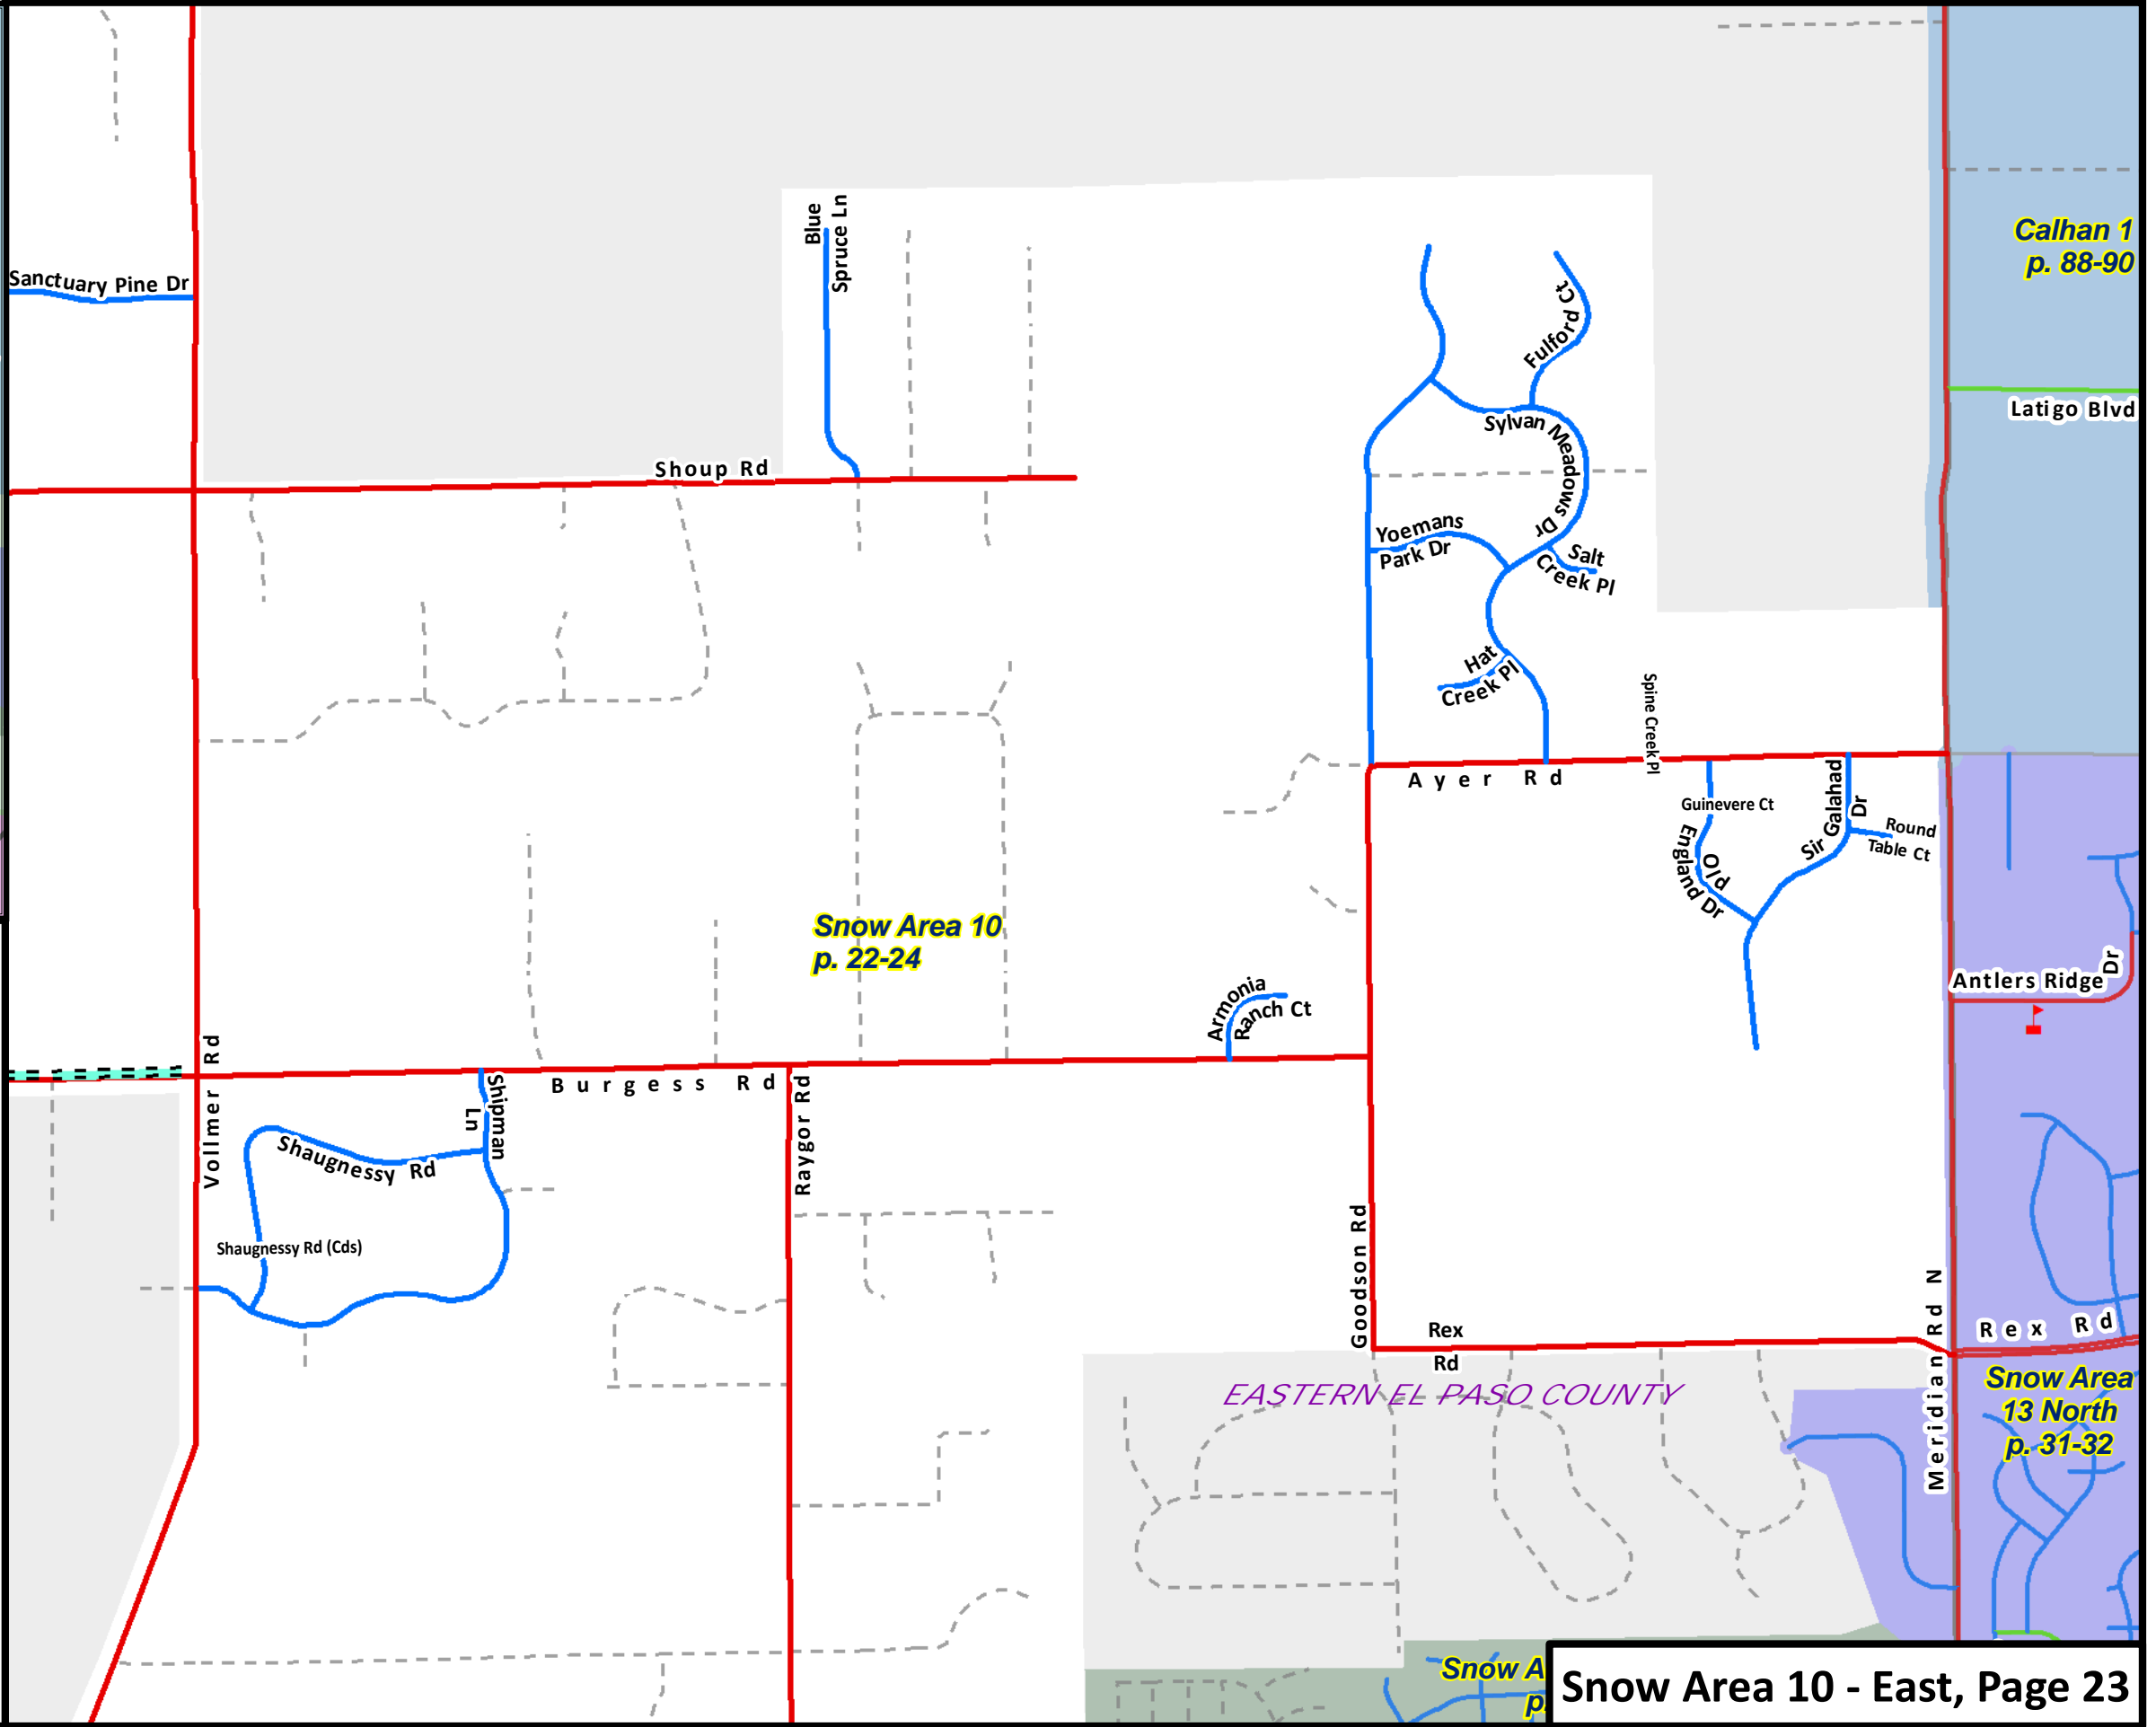 Calhan 1
p. 88-90
Blue
Spruce Ln
Sanctuary Pine Dr
Fulford Ct
Latigo Blvd
Sylvan Meadows Dr
Shoup Rd
Yoemans
Park Dr
Salt
Creek Pl
Hat
Creek Pl
Spine Creek Pl
Ayer Rd
Guinevere Ct
Sir Galahad
Dr
Round
Table Ct
Old
England Dr
Snow Area 10
p. 22-24
Antlers Ridge Dr
Armonia
Ranch Ct
Vollmer Rd
Burgess Rd
Shipman
Ln
Raygor Rd
Shaugnessy Rd
Shaugnessy Rd (Cds)
Goodson Rd
Meridian Rd N
Rex
Rd
Rex Rd
EASTERN EL PASO COUNTY
Snow Area
13 North
p. 31-32
Snow A
p.
Snow Area 10 - East, Page 23